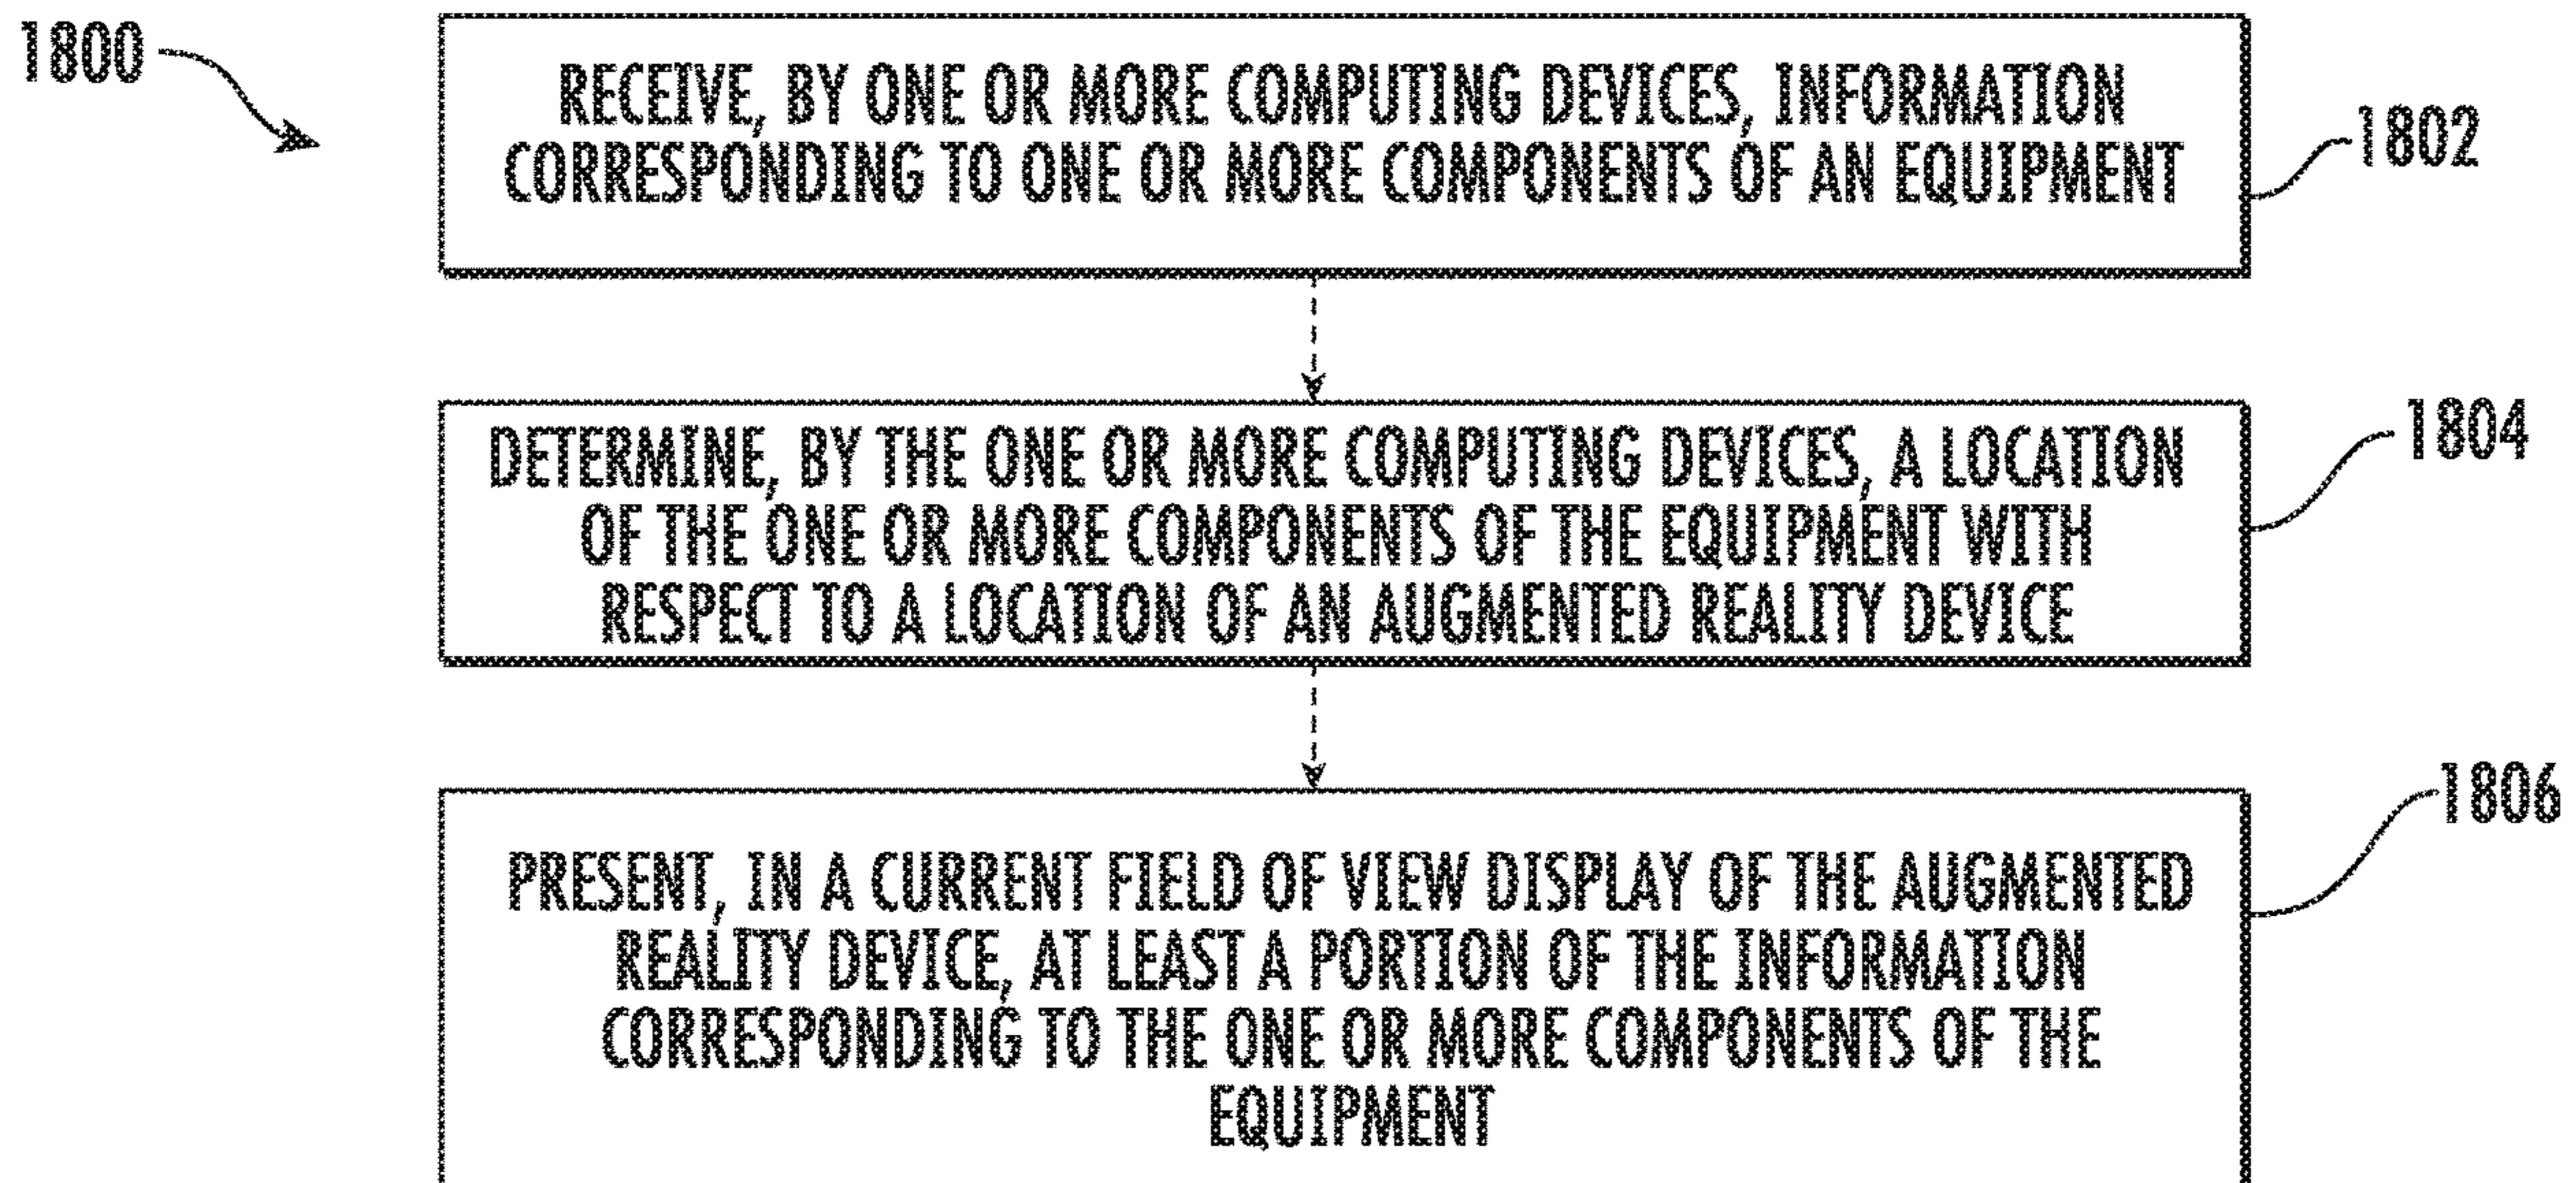 1800
RECEIVE, BY ONE OR MORE COMPUTING DEVICES, INFORMATION
CORRESPONDING TO ONE OR MORE COMPONENTS OF AN EQUIPMENT
1802
DETERMINE, BY THE ONE OR MORE COMPUTING DEVICES, A LOCATION
OF THE ONE OR MORE COMPONENTS OF THE EQUIPMENT WITH
RESPECT TO A LOCATION OF AN AUGMENTED REALITY DEVICE
1804
PRESENT, IN A CURRENT FIELD OF VIEW DISPLAY OF THE AUGMENTED
REALITY DEVICE, AT LEAST A PORTION OF THE INFORMATION
CORRESPONDING TO THE ONE OR MORE COMPONENTS OF THE
EQUIPMENT
1806